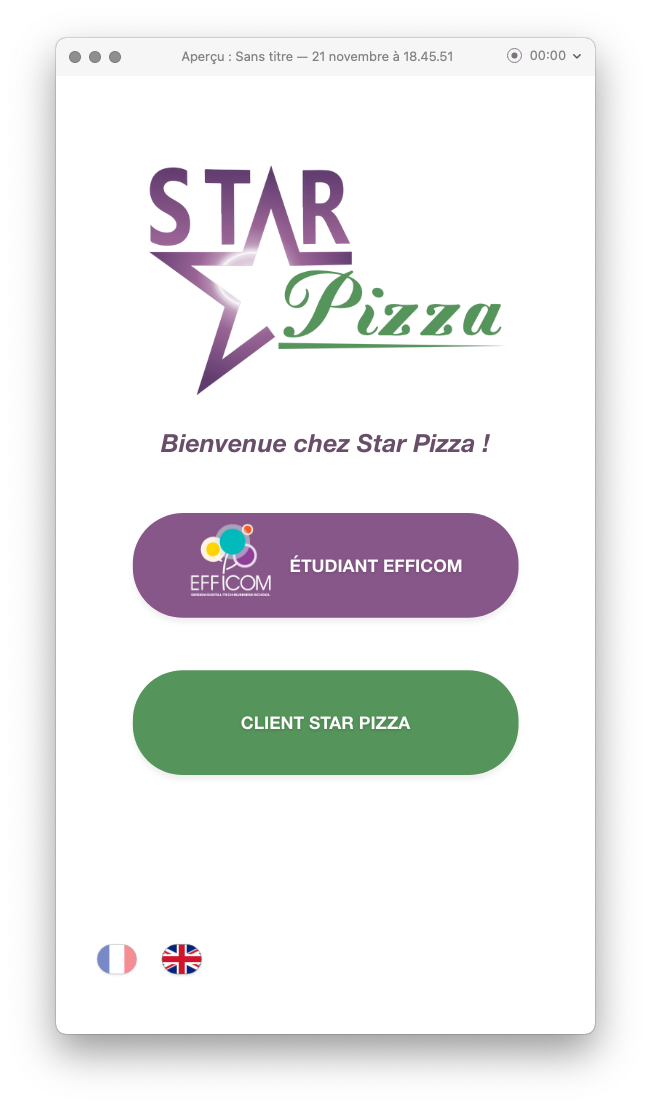 Aperçu : Sans titre — 21 novembre à 18.45.51
00:00
STAR
Pizza
Bienvenue chez Star Pizza !
EFFICOM
ÉTUDIANT EFFICOM
CLIENT STAR PIZZA